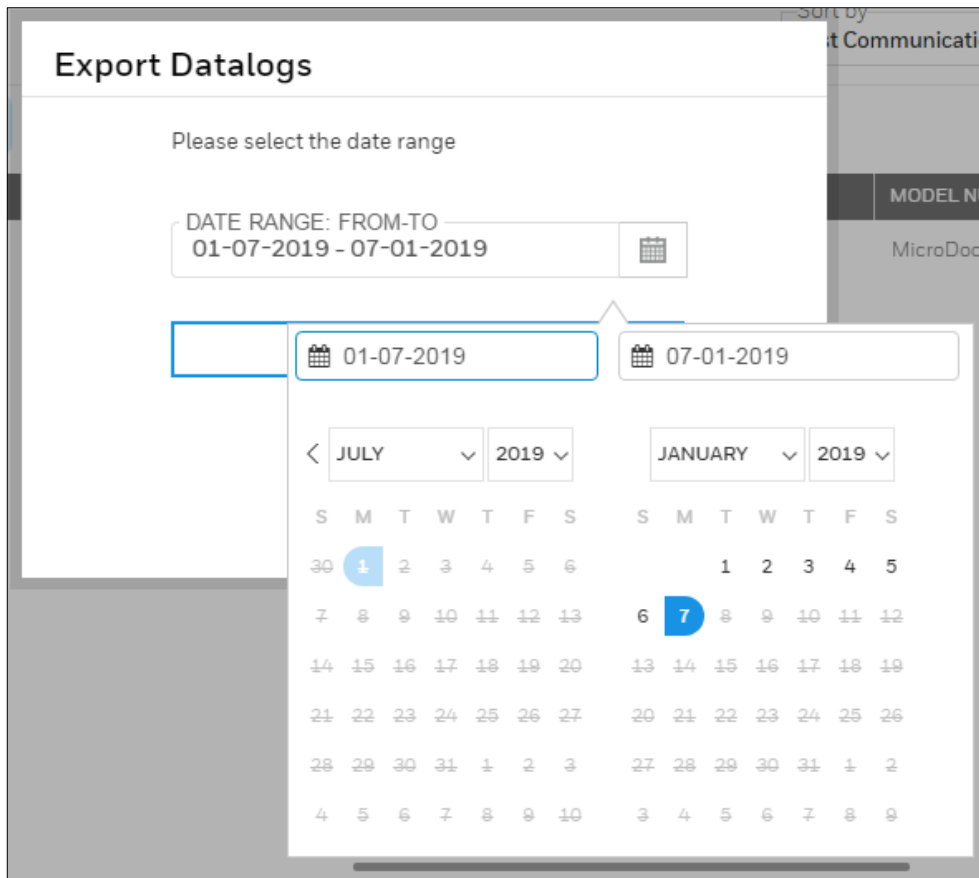 Sort by
st Communicati
Export Datalogs
Please select the date range
MODEL NU
DATE RANGE: FROM-TO
01-07-2019 - 07-01-2019
MicroDoc
01-07-2019 07-01-2019
JULY 2019 JANUARY 2019
S M T W T F S S M T W T F S
30 1 2 3 4 5 6 1 2 3 4 5
7 8 9 10 11 12 13 6 7 8 9 10 11 12
14 15 16 17 18 19 20 13 14 15 16 17 18 19
21 22 23 24 25 26 27 20 21 22 23 24 25 26
28 29 30 31 1 2 3 27 28 29 30 31 1 2
4 5 6 7 8 9 10 3 4 5 6 7 8 9